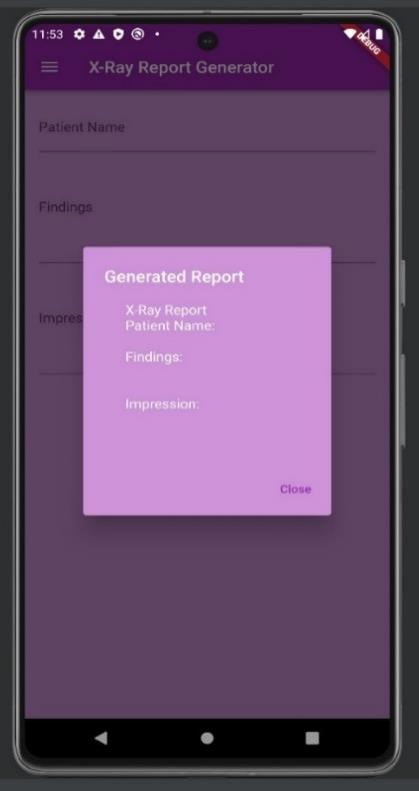 11:53
DEBUG
X-Ray Report Generator
Patient Name
Findings
Impres
Generated Report
X-Ray Report
Patient Name:
Findings:
Impression:
Close